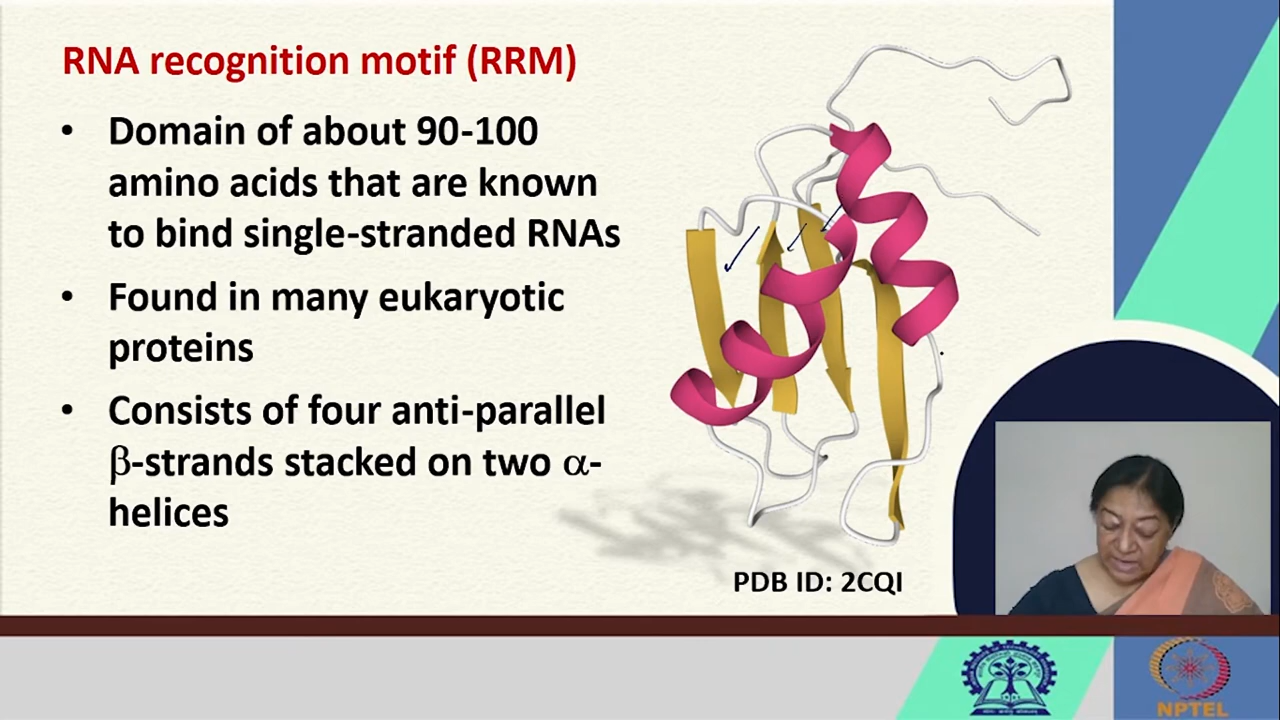 RNA recognition motif (RRM)
• Domain of about 90-100
amino acids that are known
to bind single-stranded RNAs
• Found in many eukaryotic
proteins
• Consists of four anti-parallel
β-strands stacked on two α-
helices
PDB ID: 2CQI
NPTEL